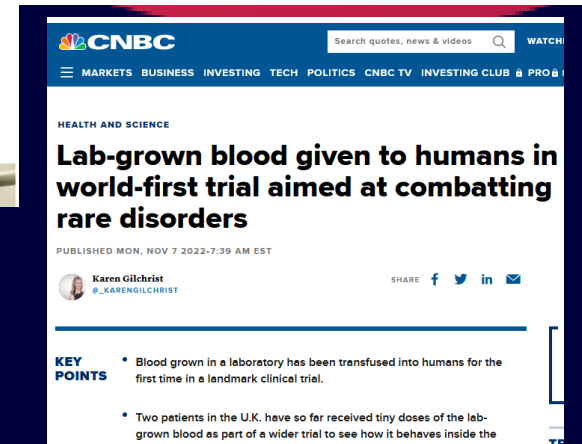 CNBC
Search quotes, news & videos
MARKETS BUSINESS INVESTING TECH POLITICS CNBC TV INVESTING CLUB PRO
HEALTH AND SCIENCE
Lab-grown blood given to humans in
world-first trial aimed at combatting
rare disorders
PUBLISHED MON, NOV 7 2022•7:39 AM EST
Karen Gilchrist
@_KARENGILCHRIST
SHARE
KEY
POINTS
• Blood grown in a laboratory has been transfused into humans for the
first time in a landmark clinical trial.
• Two patients in the U.K. have so far received tiny doses of the lab-
grown blood as part of a wider trial to see how it behaves inside the